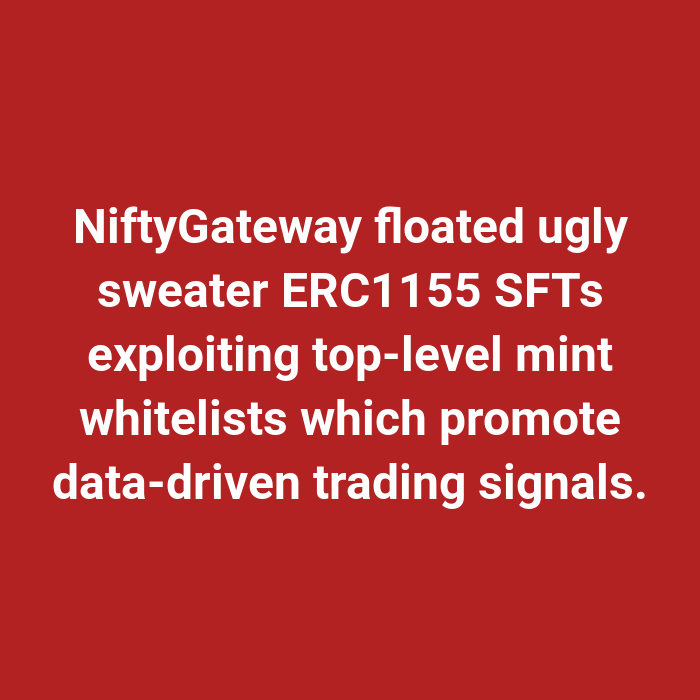 NiftyGateway floated ugly
sweater ERC1155 SFTs
exploiting top-level mint
whitelists which promote
data-driven trading signals.